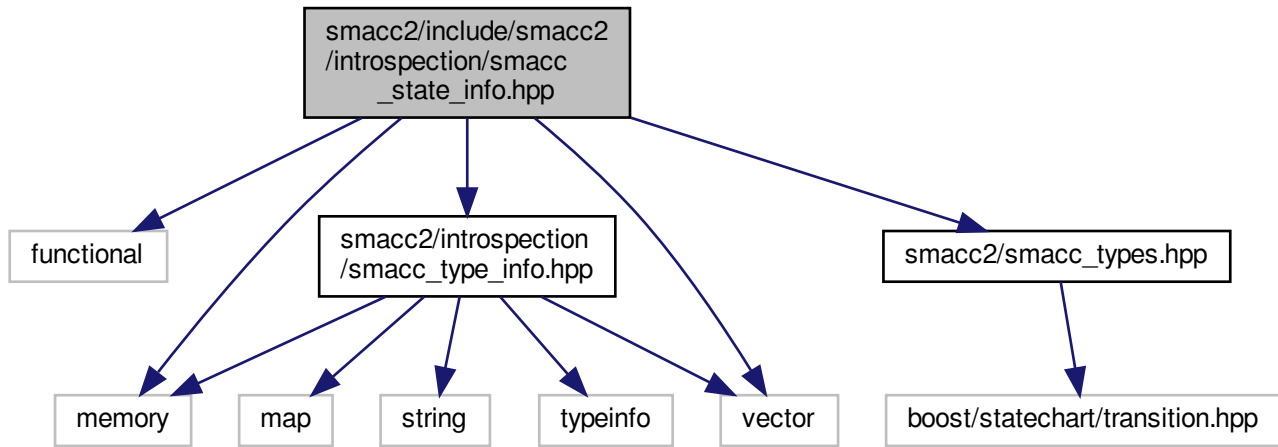 smacc2/include/smacc2
/introspection/smacc
_state_info.hpp
functional
smacc2/introspection
/smacc_type_info.hpp
smacc2/smacc_types.hpp
memory
map
string
typeinfo
vector
boost/statechart/transition.hpp